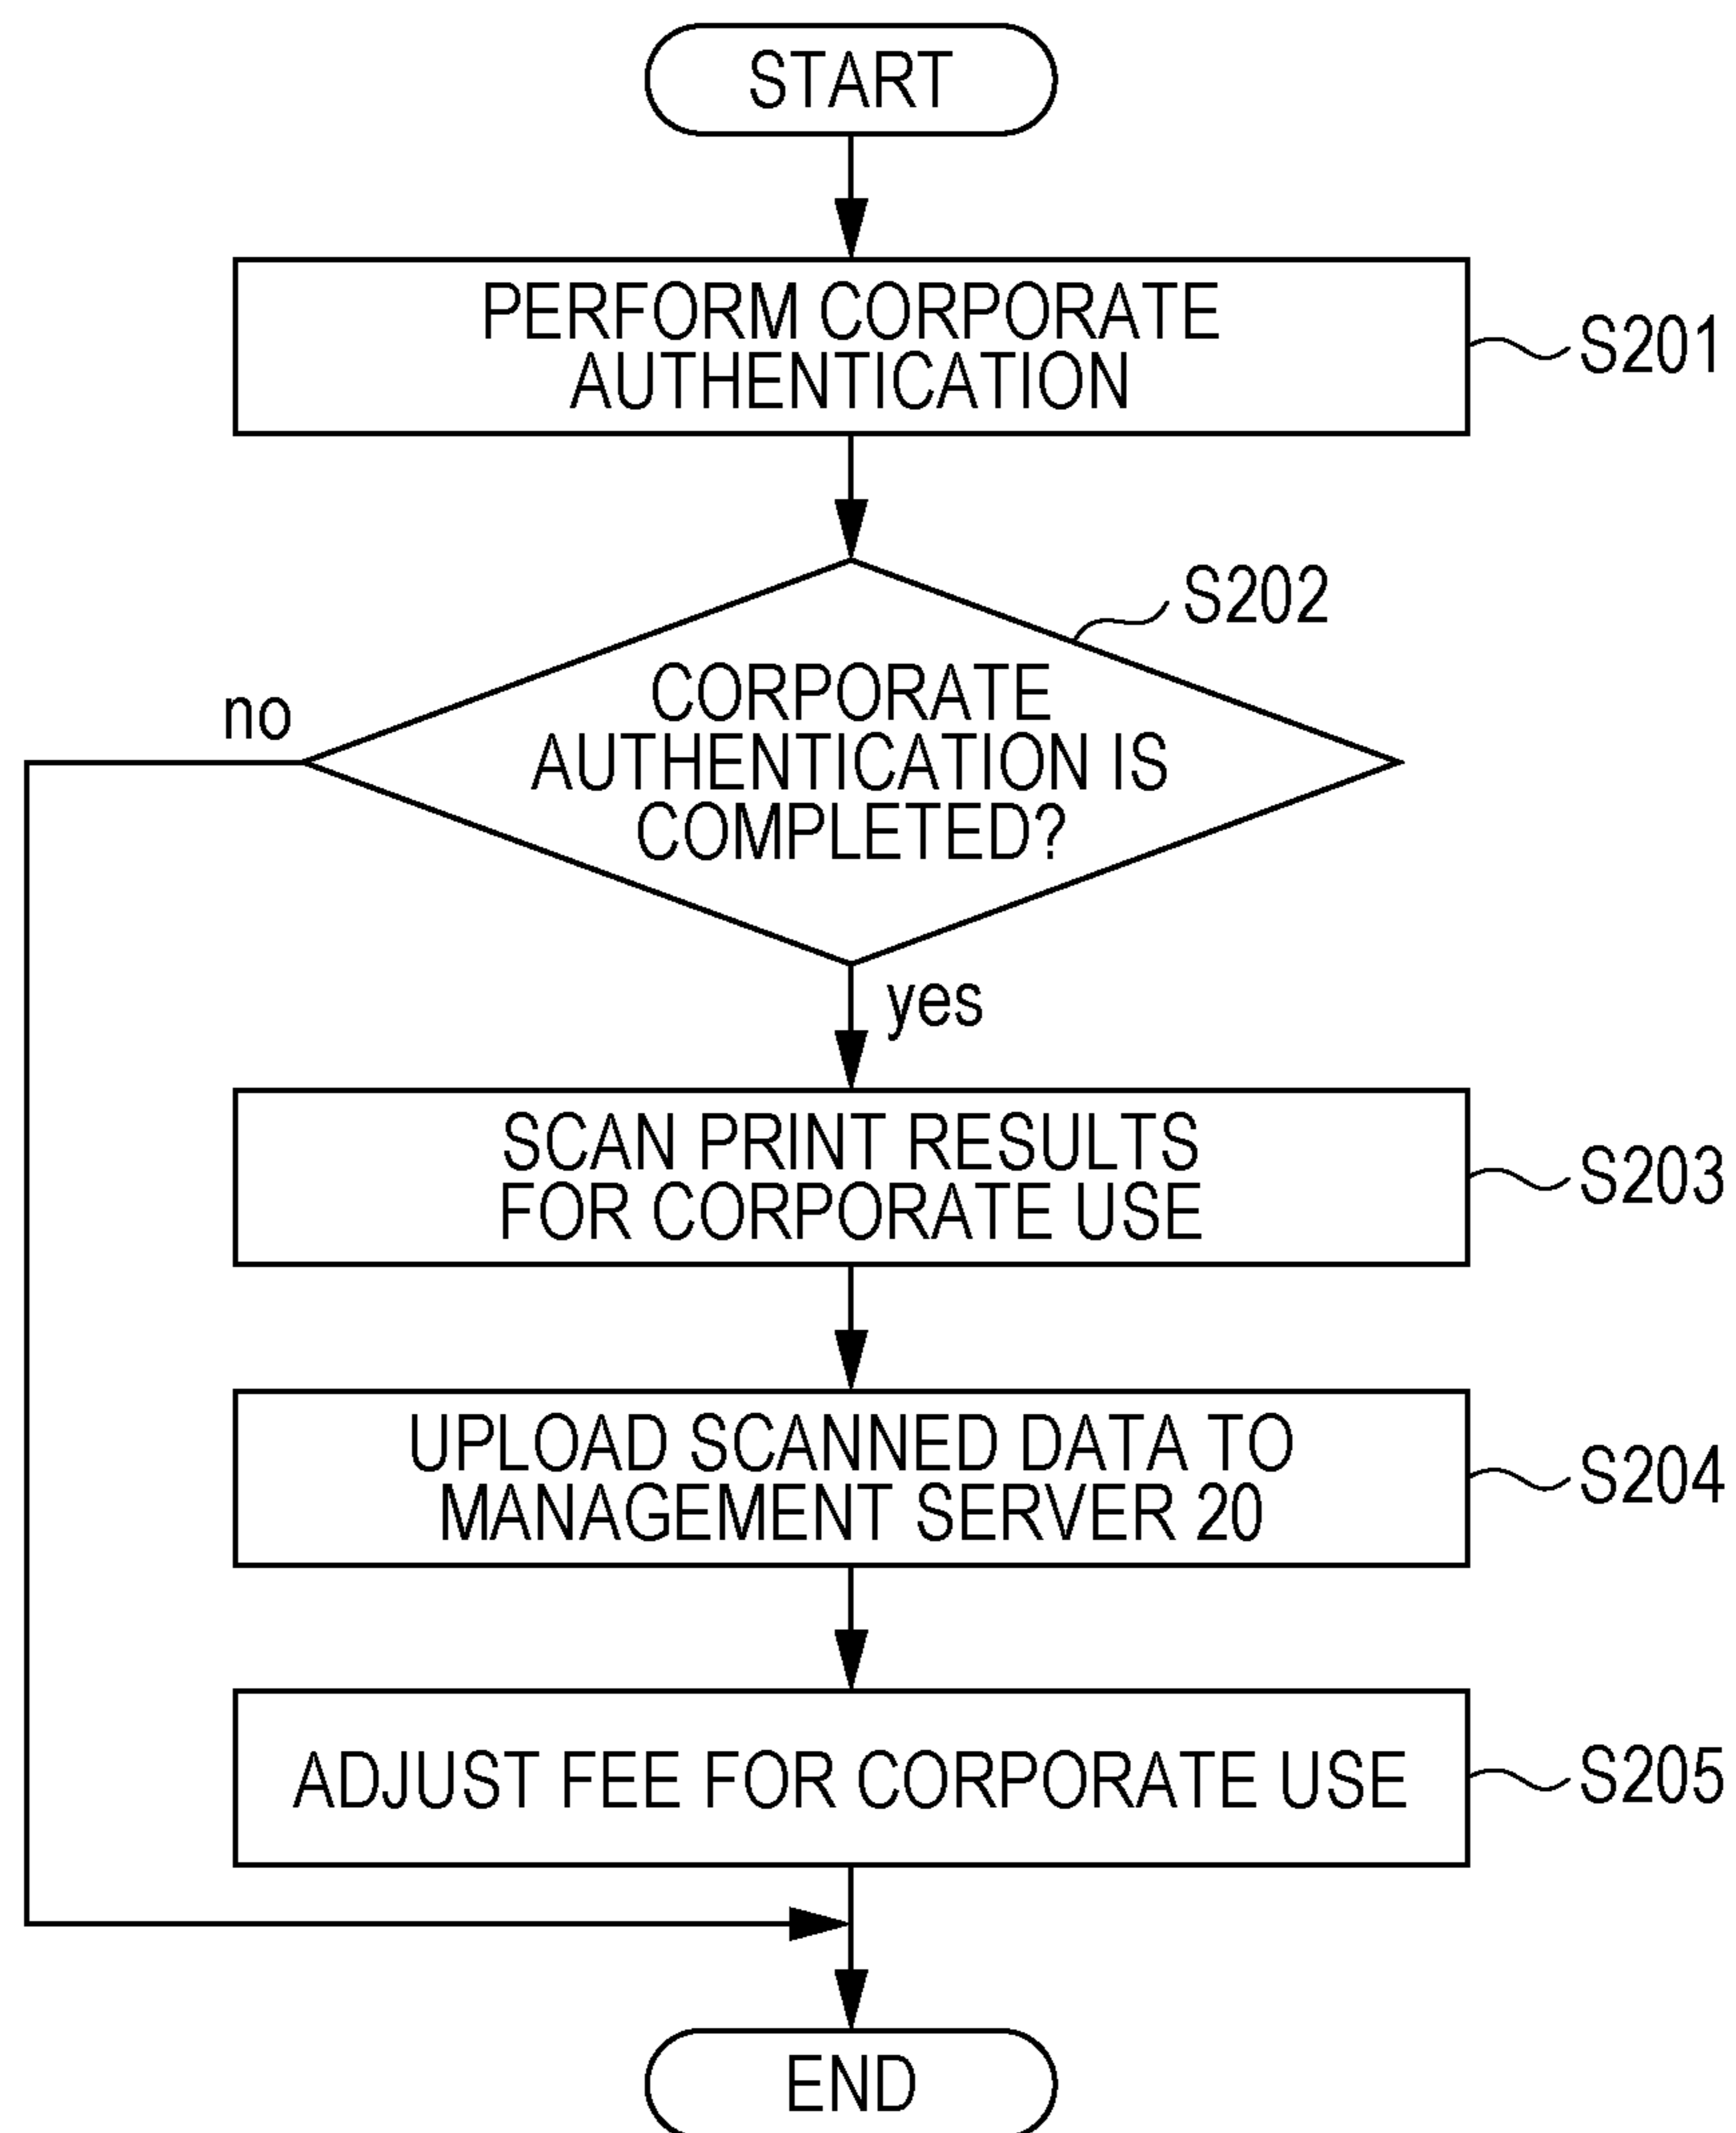 START
PERFORM CORPORATE
AUTHENTICATION
S201
S202
CORPORATE
AUTHENTICATION IS
COMPLETED?
no
yes
SCAN PRINT RESULTS
FOR CORPORATE USE
S203
UPLOAD SCANNED DATA TO
MANAGEMENT SERVER 20
S204
ADJUST FEE FOR CORPORATE USE
S205
END